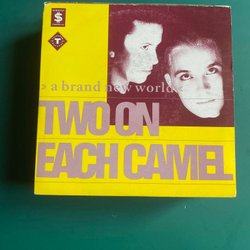 $
T
> a brand new world <
TWO ON
EACH CAMEL